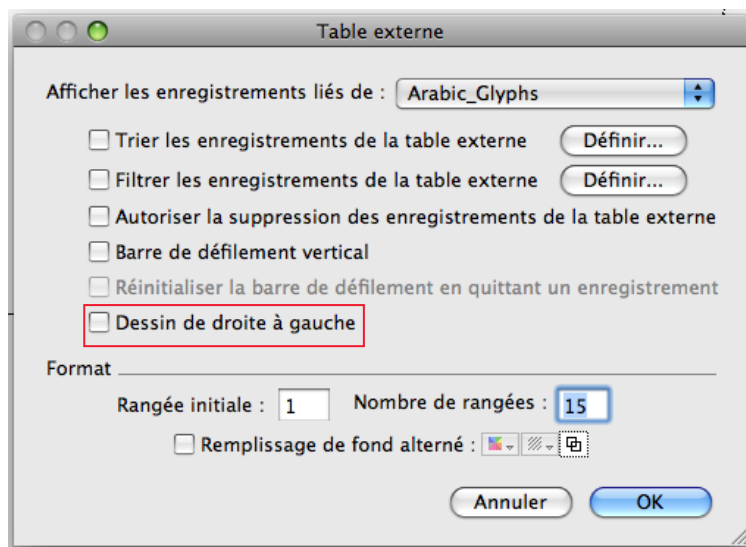 Table externe
Afficher les enregistrements liés de : Arabic_Glyphs
Trier les enregistrements de la table externe Définir...
Filtrer les enregistrements de la table externe Définir...
Autoriser la suppression des enregistrements de la table externe
Barre de défilement vertical
Réinitialiser la barre de défilement en quittant un enregistrement
Dessin de droite à gauche
Format
Rangée initiale : 1 Nombre de rangées : 15
Remplissage de fond alterné :
Annuler OK